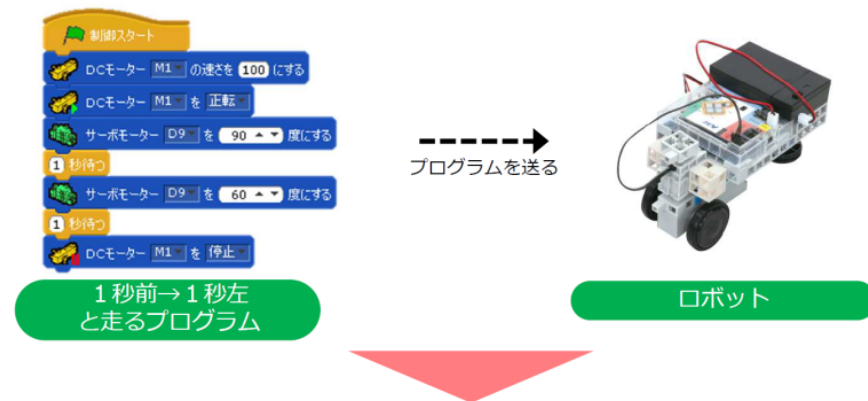 制御スタート
DCモーター M1 の速さを 100 にする
DCモーター M1 を 正転
サーボモーター D9 を 90 度にする
1 秒待つ
サーボモーター D9 を 60 度にする
1 秒待つ
DCモーター M1 を 停止
プログラムを送る
１秒前→１秒左
と走るプログラム
ロボット